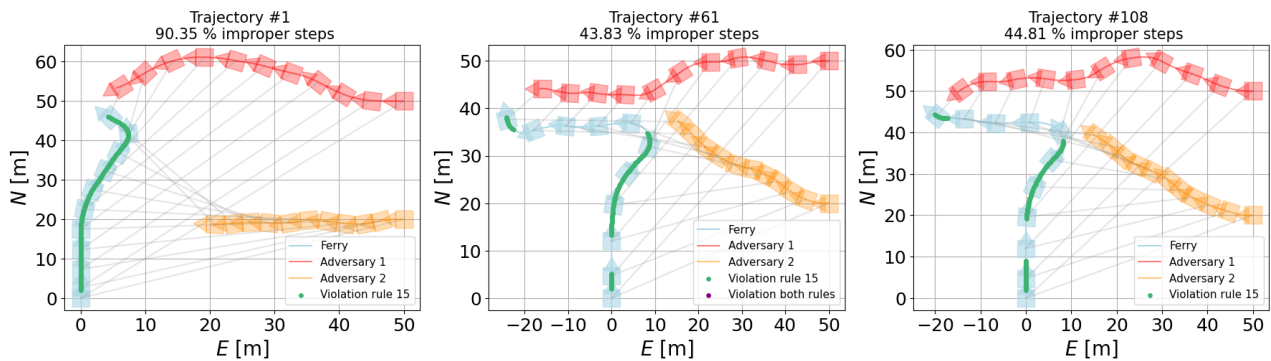 Trajectory #1
90.35 % improper steps
N [m]
60
50
40
30
20
10
0
0 10 20 30 40 50
E [m]
Ferry
Adversary 1
Adversary 2
Violation rule 15
Trajectory #61
43.83 % improper steps
N [m]
50
40
30
20
10
0
−20 −10 0 10 20 30 40 50
E [m]
Ferry
Adversary 1
Adversary 2
Violation rule 15
Violation both rules
Trajectory #108
44.81 % improper steps
N [m]
60
50
40
30
20
10
0
−20 −10 0 10 20 30 40 50
E [m]
Ferry
Adversary 1
Adversary 2
Violation rule 15